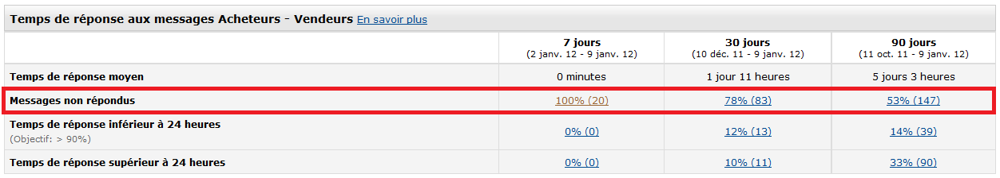 Temps de réponse aux messages Acheteurs - Vendeurs En savoir plus
7 jours 30 jours 90 jours
(2 janv. 12 - 9 janv. 12) (10 déc. 11 - 9 janv. 12) (11 oct. 11 - 9 janv. 12)
Temps de réponse moyen 0 minutes 1 jour 11 heures 5 jours 3 heures
Messages non répondus 100% (20) 78% (83) 53% (147)
Temps de réponse inférieur à 24 heures 0% (0) 12% (13) 14% (39)
(Objectif: > 90%)
Temps de réponse supérieur à 24 heures 0% (0) 10% (11) 33% (90)